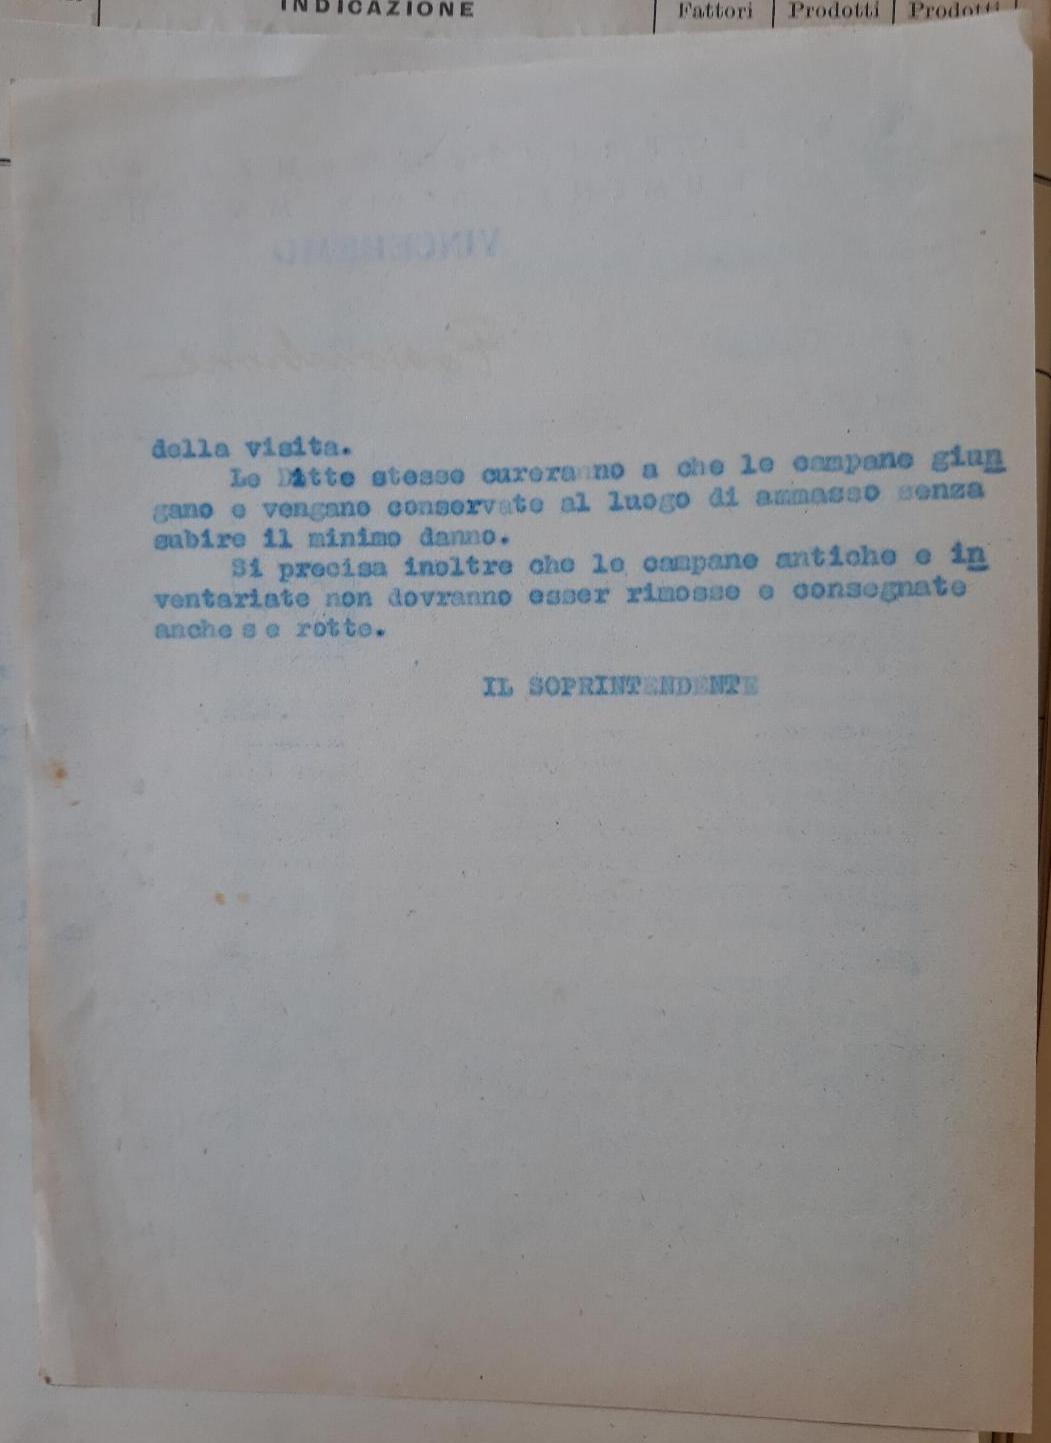 INDICAZIONE
Fattori Prodotti Prodotti
VINCEREMO
della visita.
Le Ditte stesse cureranno a che le campane giun
gano e vengano conservate al luogo di ammasso senza
subire il minimo danno.
Si precisa inoltre che le campane antiche e in
ventariate non dovranno esser rimosse e consegnate
anche se rotte.
IL SOPRINTENDENTE